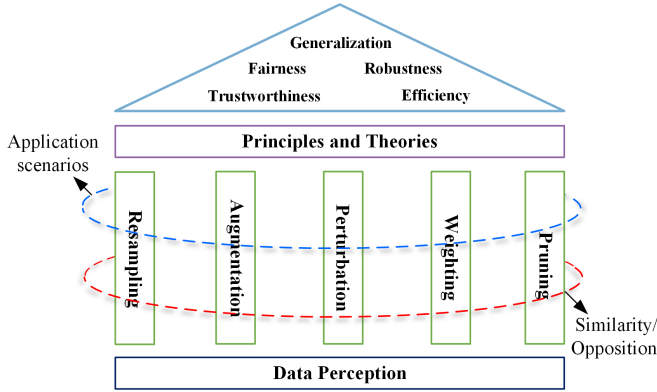 Generalization
Fairness Robustness
Trustworthiness Efficiency
Principles and Theories
Application
scenarios
Resampling
Augmentation
Perturbation
Weighting
Pruning
Similarity/
Opposition
Data Perception